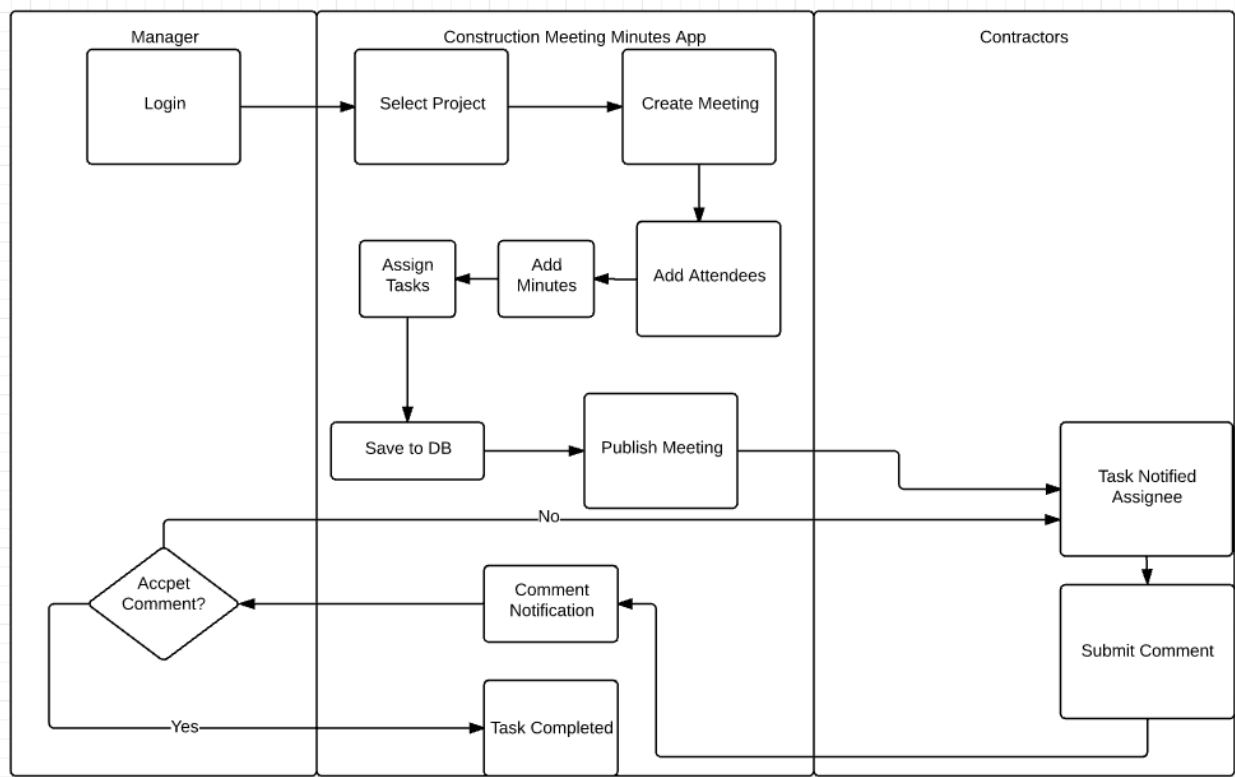 Manager
Construction Meeting Minutes App
Contractors
Login
Select Project
Create Meeting
Assign
Tasks
Add
Minutes
Add Attendees
Save to DB
Publish Meeting
Task Notified
Assignee
No
Accpet
Comment?
Comment
Notification
Submit Comment
Yes
Task Completed